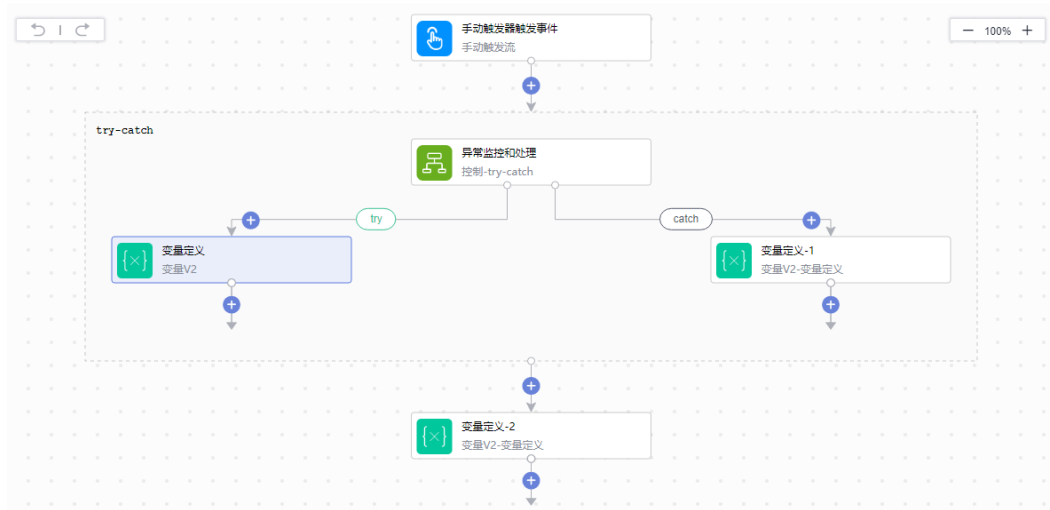 手动触发器触发事件
手动触发流
100%
try-catch
异常监控和处理
控制-try-catch
try
catch
变量定义
变量V2
变量定义-1
变量V2-变量定义
变量定义-2
变量V2-变量定义